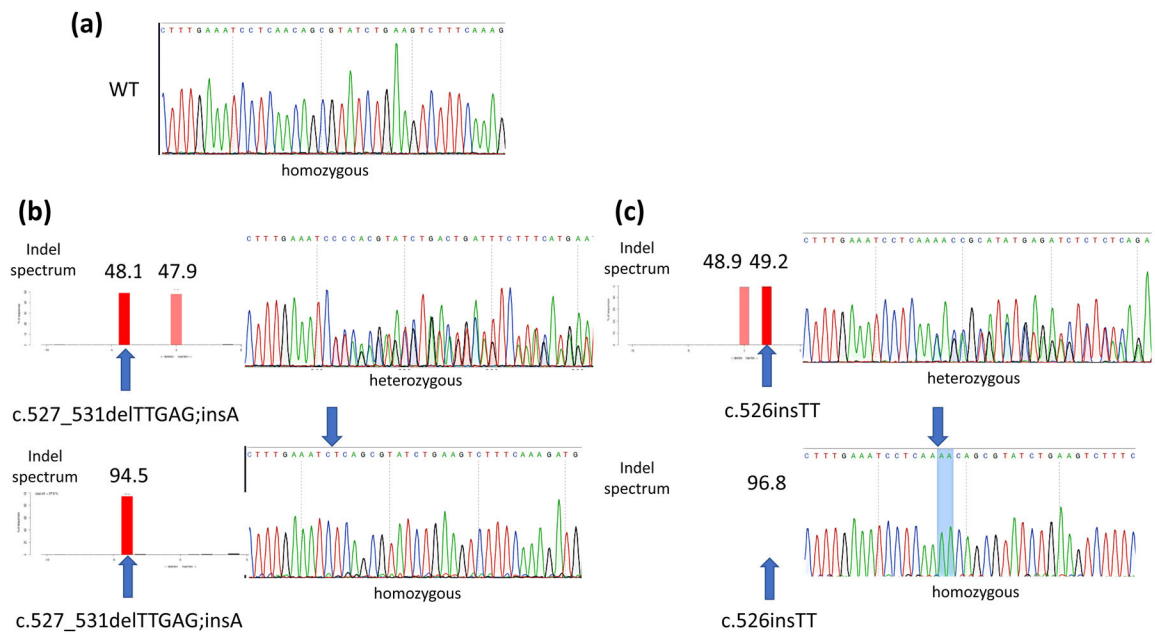 (a)
CTTTGAAATCCTCAACAGCGTATCTGAAGTCTTTCAAAG
WT
homozygous
(b)
CTTTGAAATCCCCACGTATCTGACTGATTTCTTTCATGAA
Indel
spectrum
48.1 47.9
heterozygous
c.527_531delTTGAG;insA
CTTTGAAATCTCAGCGTATCTGAAGTCTTTCAAAGATG
Indel
spectrum
94.5
homozygous
c.527_531delTTGAG;insA
(c)
CTTTGAAATCCTCAAAACCGCATATGAGATCTCTCTCAGA
Indel
spectrum
48.9 49.2
heterozygous
c.526insTT
CTTTGAAATCCTCAAAACAGCGTATCTGAAGTCTTTC
Indel
spectrum
96.8
homozygous
c.526insTT